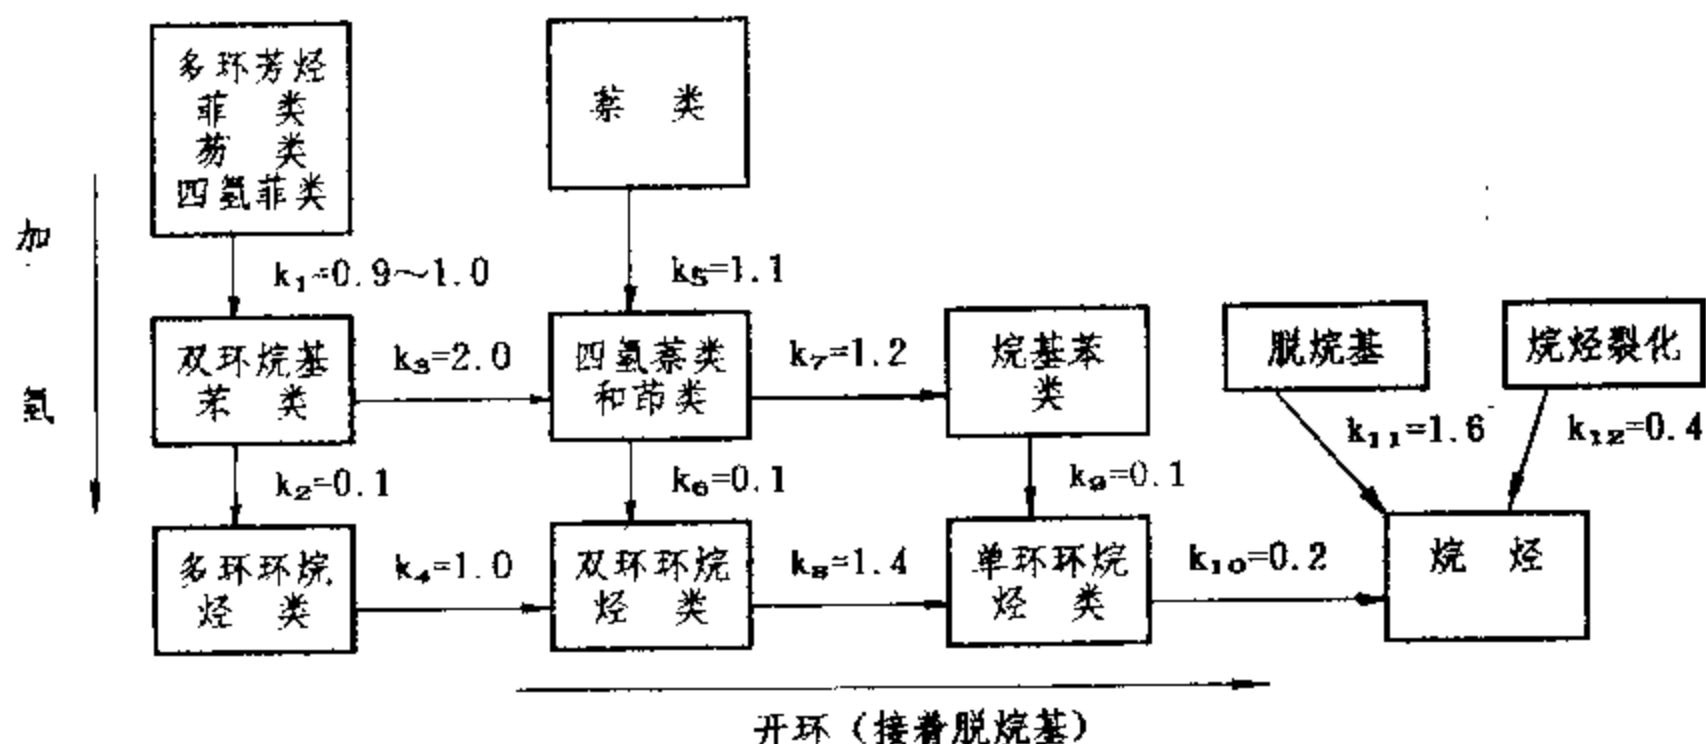 多环芳烃
菲 类
芴 类
四氢菲类
萘 类
加
氢
k₁=0.9~1.0
k₅=1.1
双环烷基
苯 类
k₃=2.0
四氢萘类
和茚类
k₇=1.2
烷基苯
类
脱烷基
烷烃裂化
k₁₁=1.6
k₁₂=0.4
k₂=0.1
k₆=0.1
k₉=0.1
多环环烷
烃 类
k₄=1.0
双环环烷
烃 类
k₈=1.4
单环环烷
烃 类
k₁₀=0.2
烷 烃
开环（接着脱烷基）